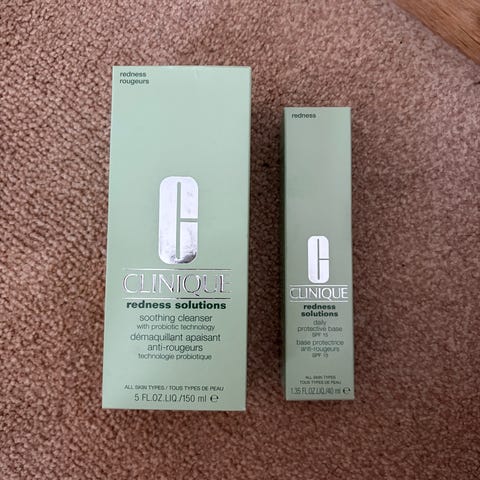 redness
rougeurs
C
CLINIQUE
redness solutions
soothing cleanser
with probiotic technology
démaquillant apaisant
anti-rougeurs
technologie probiotique
ALL SKIN TYPES / TOUS TYPES DE PEAU
5 FL.OZ.LIQ./150 ml ℮
redness
C
CLINIQUE
redness
solutions
daily
protective base
SPF 15
base protectrice
anti-rougeurs
SPF 15
ALL SKIN TYPES
TOUS TYPES DE PEAU
1.35 FL.OZ.LIQ./40 ml ℮